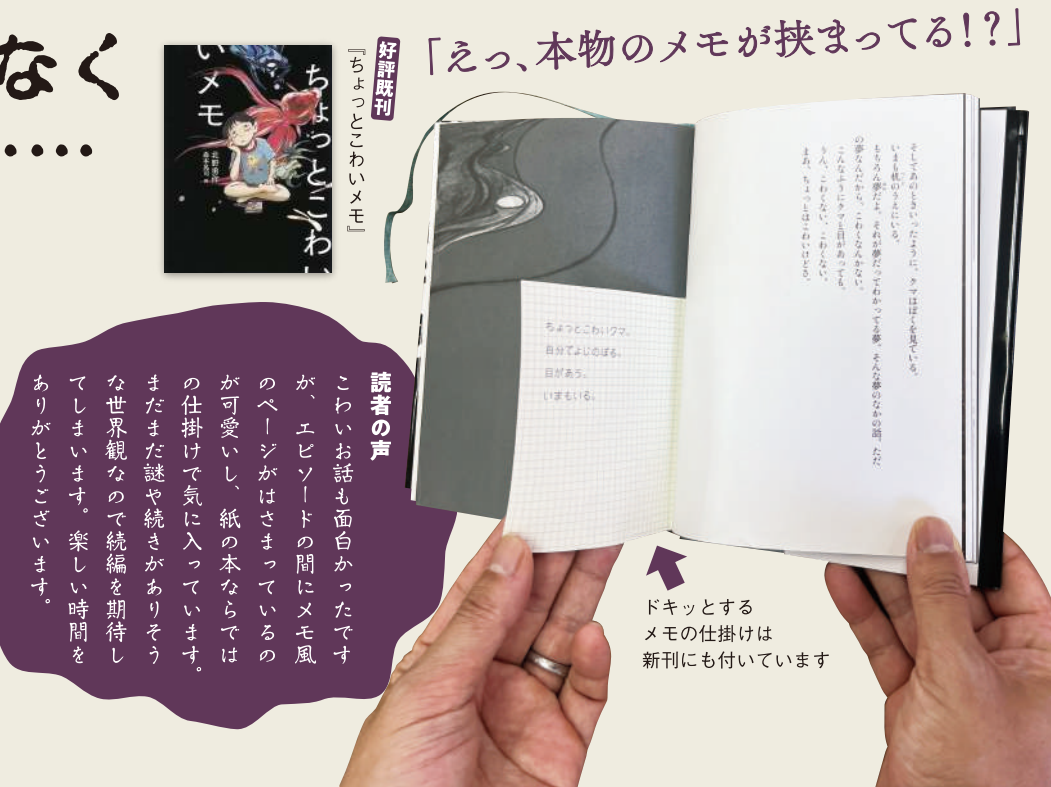 「えっ、本物のメモが挟まってる！？」
なく
••••
好評既刊
『ちょっとこわいメモ』
ちょっとこわい
いメモ
北野勇作
そしてあのときいったように、クマはぼくを見ている。
いまも机のうえにいる。
もちろん夢だよ。それが夢だってわかってる夢。そんな夢のなかの話。ただ
の夢なんだから、こわくなんかない。
こんなふうにクマと目があっても。
うん、こわくない、こわくない。
まあ、ちょっとはこわいけどさ。
ちょっとこわいクマ。
自分でよじのぼる。
目があう。
いまもいる。
読者の声
こわいお話も面白かったです
が、エピソードの間にメモ風
のページがはさまっているの
が可愛いし、紙の本ならでは
の仕掛けで気に入っています。
まだまだ謎や続きがありそう
な世界観なので続編を期待し
てしまいます。楽しい時間を
ありがとうございます。
ドキッとする
メモの仕掛けは
新刊にも付いています